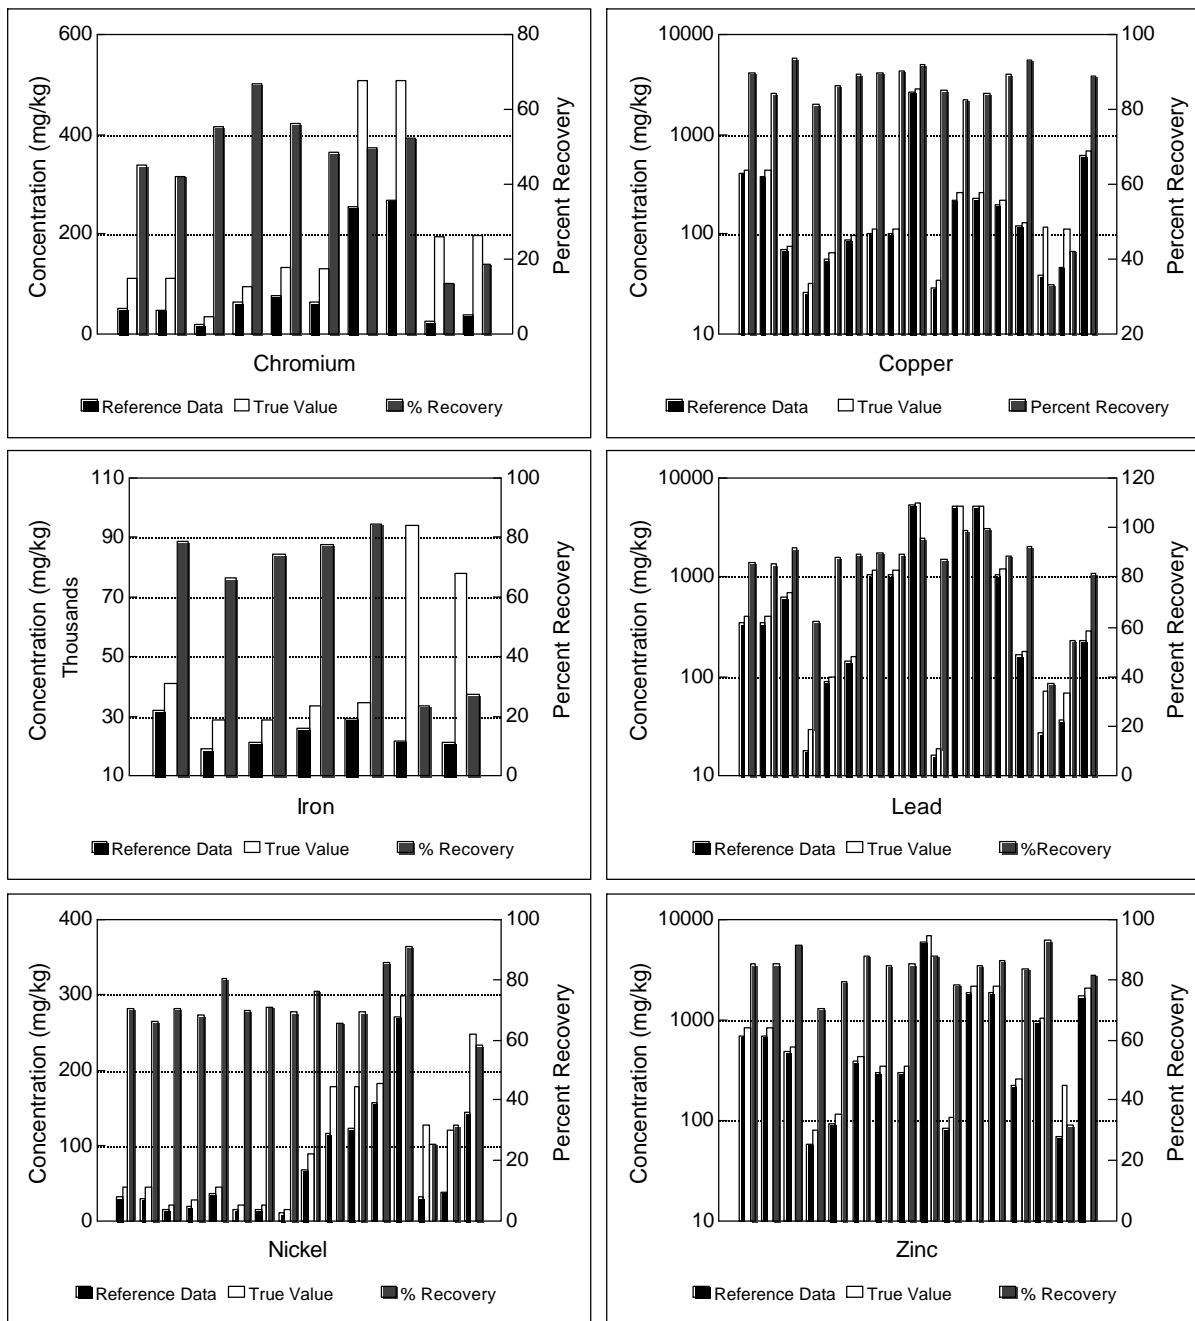 600
400
200
0
Concentration (mg/kg)
80
60
40
20
0
Percent Recovery
Chromium
Reference Data True Value % Recovery
10000
1000
100
10
Concentration (mg/kg)
100
80
60
40
20
Percent Recovery
Copper
Reference Data True Value Percent Recovery
110
90
70
50
30
10
Concentration (mg/kg)
Thousands
100
80
60
40
20
0
Percent Recovery
Iron
Reference Data True Value % Recovery
10000
1000
100
10
Concentration (mg/kg)
120
100
80
60
40
20
0
Percent Recovery
Lead
Reference Data True Value %Recovery
400
300
200
100
0
Concentration (mg/kg)
100
80
60
40
20
0
Percent Recovery
Nickel
Reference Data True Value % Recovery
10000
1000
100
10
Concentration (mg/kg)
100
80
60
40
20
0
Percent Recovery
Zinc
Reference Data True Value % Recovery